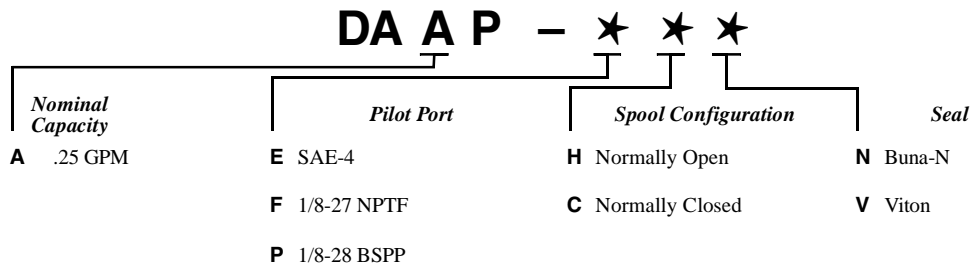 DA A P – ✶ ✶ ✶
Nominal Capacity
A .25 GPM
Pilot Port
E SAE-4
F 1/8-27 NPTF
P 1/8-28 BSPP
Spool Configuration
H Normally Open
C Normally Closed
Seal
N Buna-N
V Viton